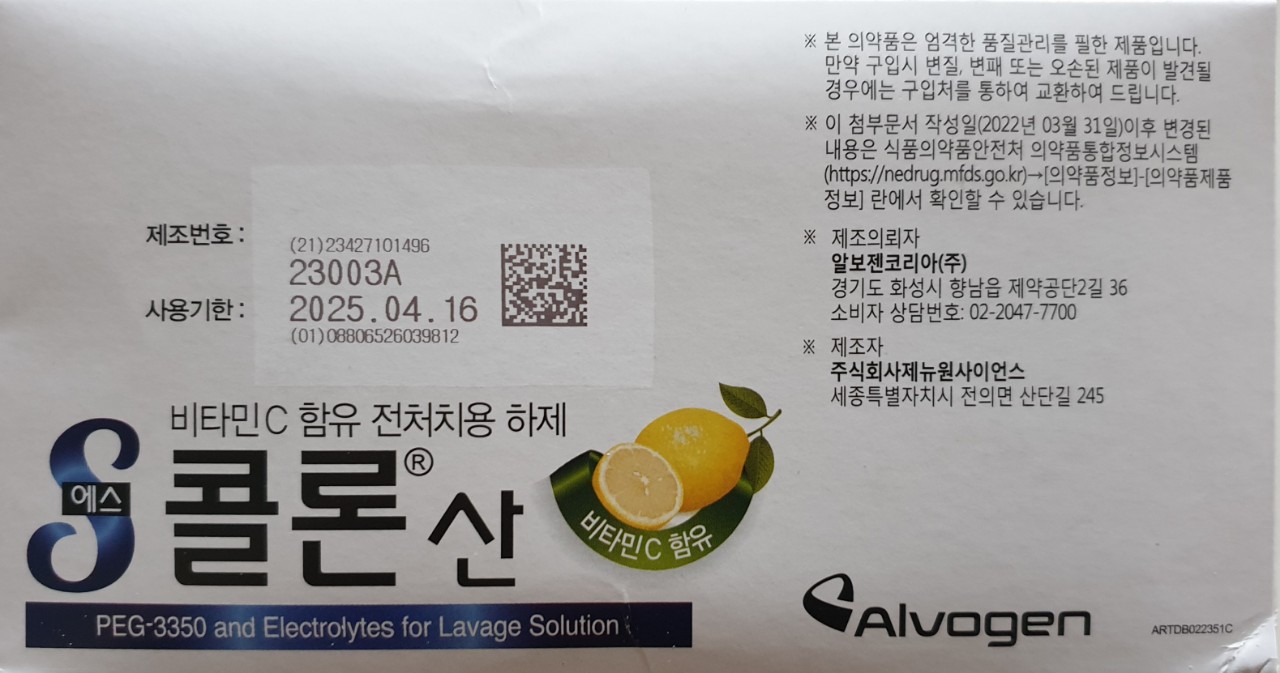 ※ 본 의약품은 엄격한 품질관리를 필한 제품입니다.
만약 구입시 변질, 변패 또는 오손된 제품이 발견될
경우에는 구입처를 통하여 교환하여 드립니다.
※ 이 첨부문서 작성일(2022년 03월 31일)이후 변경된
내용은 식품의약품안전처 의약품통합정보시스템
(https://nedrug.mfds.go.kr)→[의약품정보]-[의약품제품
정보] 란에서 확인할 수 있습니다.
※ 제조의뢰자
알보젠코리아(주)
경기도 화성시 향남읍 제약공단2길 36
소비자 상담번호: 02-2047-7700
※ 제조자
주식회사제뉴원사이언스
세종특별자치시 전의면 산단길 245
제조번호 :
(21)23427101496
23003A
사용기한 :
2025.04.16
(01)08806526039812
비타민C 함유 전처치용 하제
S
에스
콜론® 산
비타민C 함유
PEG-3350 and Electrolytes for Lavage Solution
Alvogen
ARTDB022351C